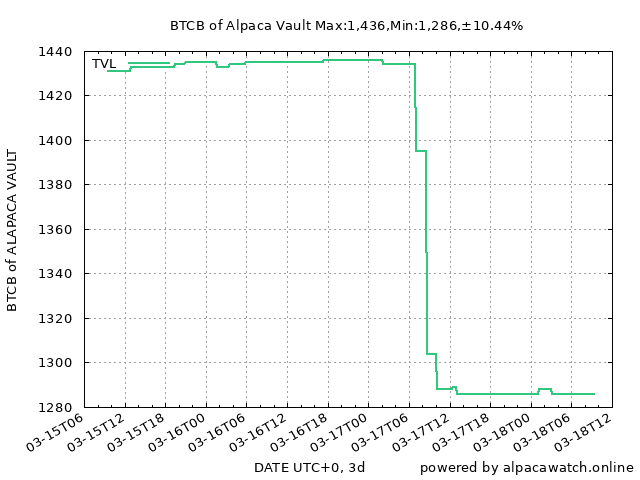 BTCB of Alpaca Vault Max:1,436,Min:1,286,±10.44%
TVL
1440
1420
1400
1380
1360
1340
1320
1300
1280
BTCB of ALAPACA VAULT
03-15T06
03-15T12
03-15T18
03-16T00
03-16T06
03-16T12
03-16T18
03-17T00
03-17T06
03-17T12
03-17T18
03-18T00
03-18T06
03-18T12
DATE UTC+0, 3d
powered by alpacawatch.online